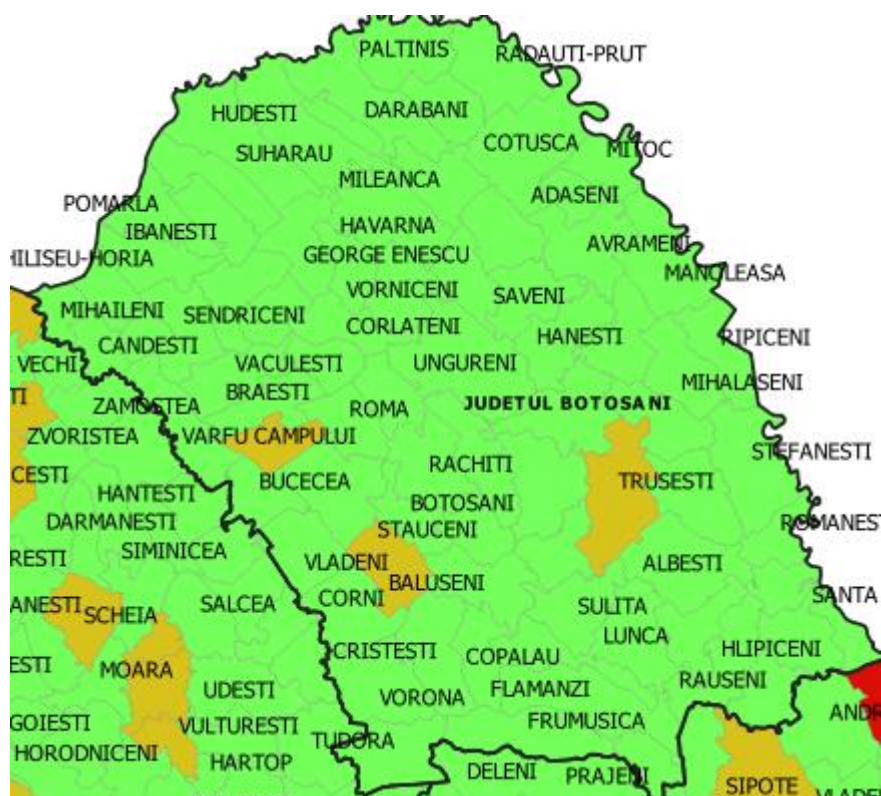 PALTINIS
RADAUTI-PRUT
HUDESTI
DARABANI
COTUSCA
MITOC
SUHARAU
MILEANCA
ADASENI
POMARLA
IBANESTI
HAVARNA
AVRAMENI
HILISEU-HORIA
GEORGE ENESCU
MANOLEASA
VORNICENI
SAVENI
MIHAILENI
SENDRICENI
CORLATENI
HANESTI
RIPICENI
CANDESTI
VECHI
VACULESTI
UNGURENI
MIHALASENI
BRAESTI
TI
ZAMOSTEA
ROMA
JUDETUL BOTOSANI
ZVORISTEA
VARFU CAMPULUI
STEFANESTI
CESTI
BUCECEA
RACHITI
TRUSESTI
HANTESTI
BOTOSANI
DARMANESTI
STAUCENI
ROMANEST
RESTI
SIMINICEA
VLADENI
ALBESTI
BALUSENI
ANESTI
SCHEIA
SALCEA
CORNI
SULITA
SANTA
LUNCA
ESTI
MOARA
CRISTESTI
COPALAU
HLIPICENI
UDESTI
VORONA
FLAMANZI
RAUSENI
GOIESTI
VULTURESTI
FRUMUSICA
ANDR
HORODNICENI
HARTOP
TUDORA
DELENI
PRAJENI
SIPOTE
VLADEN